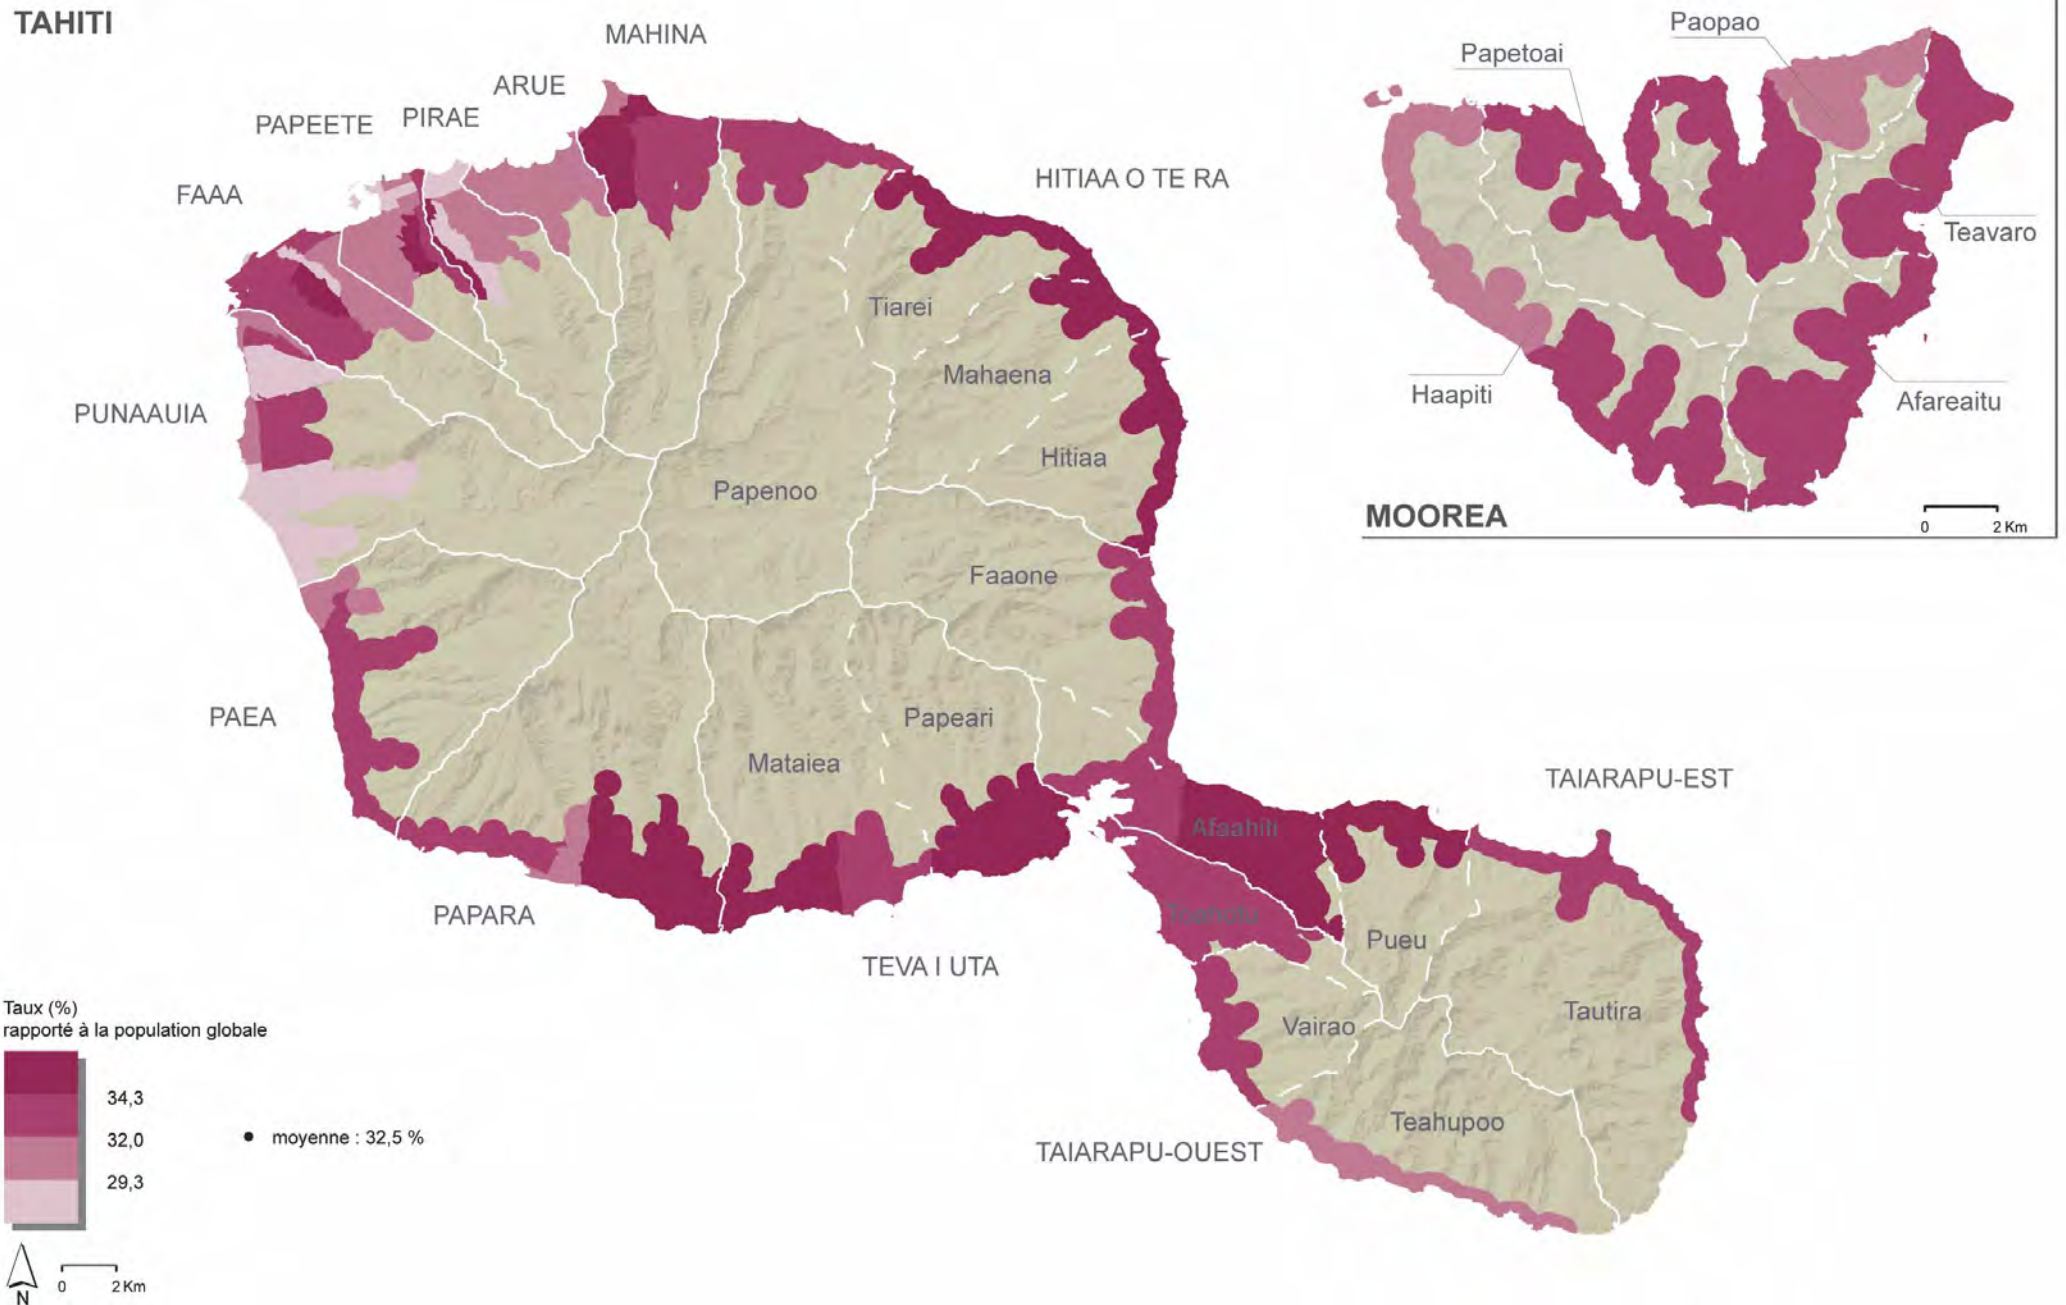 TAHITI
MAHINA
ARUE
PIRAE
PAPEETE
FAAA
HITIAA O TE RA
PUNAAUIA
Tiarei
Mahaena
Hitiaa
Papenoo
Faaone
PAEA
Papeari
Mataiea
PAPARA
TEVA I UTA
TAIARAPU-EST
Afaahiti
Toahotu
Pueu
Vairao
Tautira
Teahupoo
TAIARAPU-OUEST
Paopao
Papetoai
Teavaro
Haapiti
Afareaitu
MOOREA
0 2 Km
Taux (%)
rapporté à la population globale
34,3
32,0
29,3
moyenne : 32,5 %
N
0 2 Km